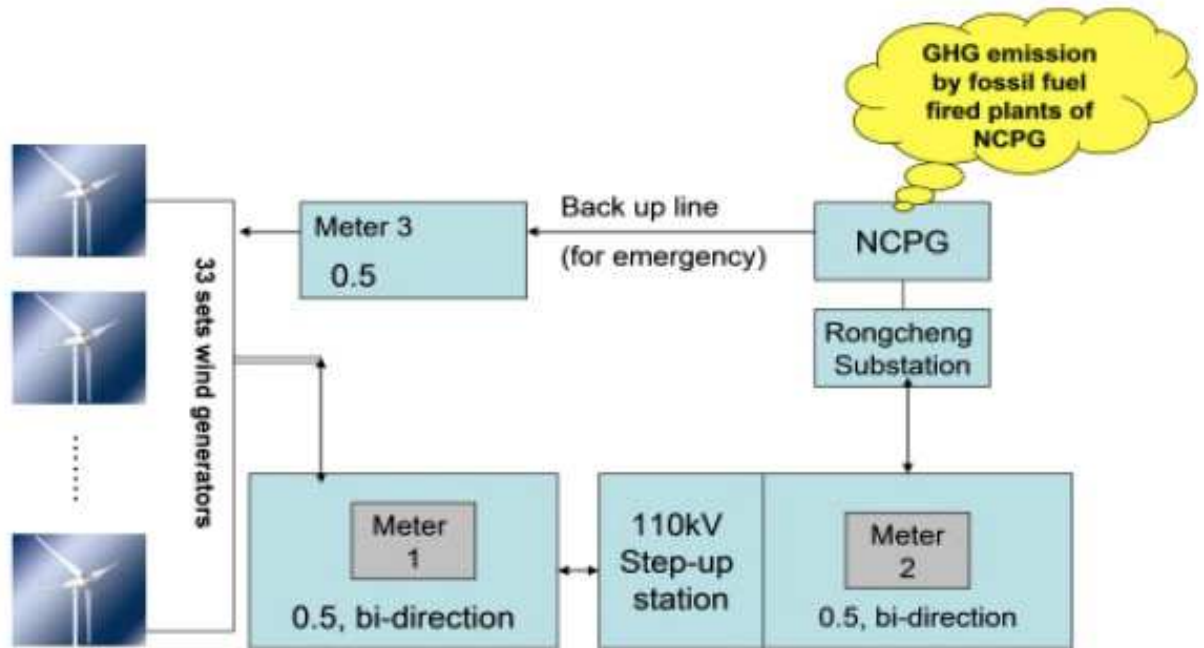 GHG emission
by fossil fuel
fired plants of
NCPG
Back up line
(for emergency)
Meter 3
0.5
NCPG
33 sets wind generators
Rongcheng
Substation
Meter
1
0.5, bi-direction
110kV
Step-up
station
Meter
2
0.5, bi-direction